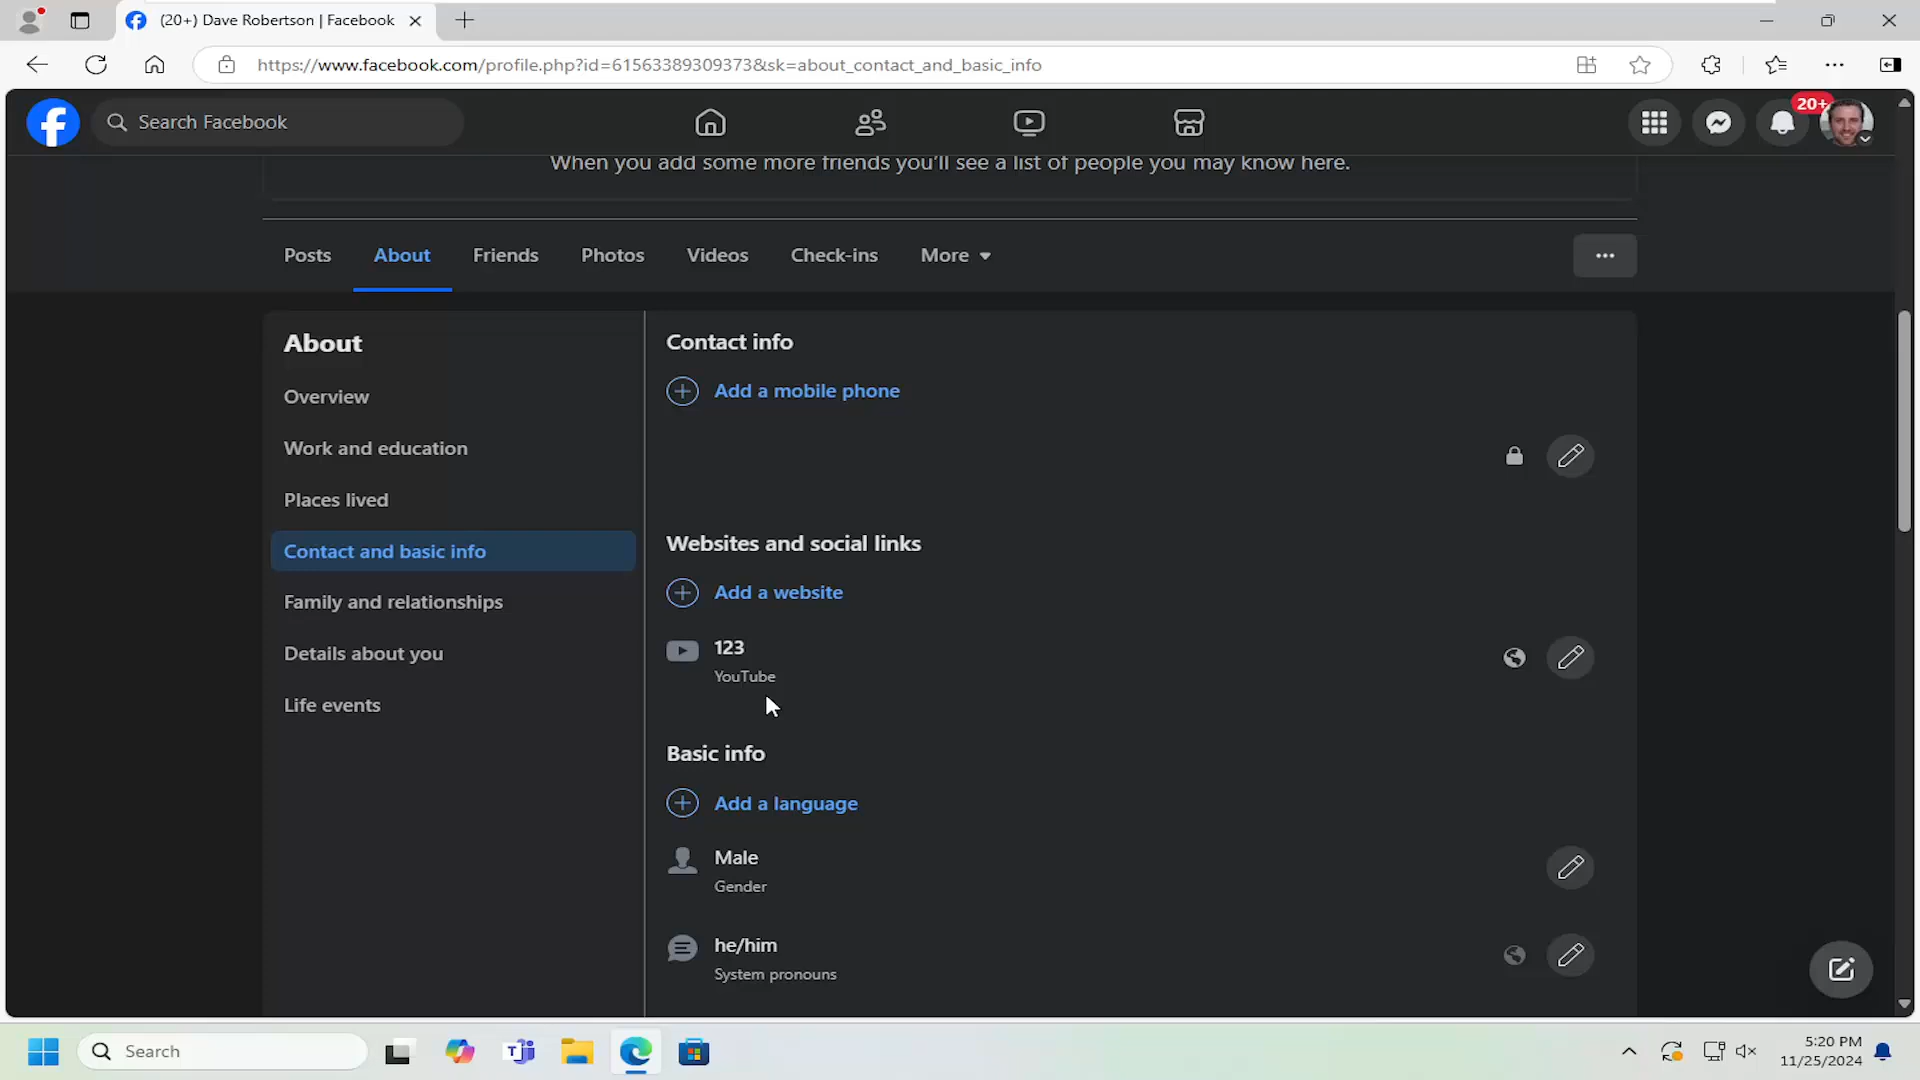 (20+) Dave Robertson | Facebook
https://www.facebook.com/profile.php?id=61563389309373&sk=about_contact_and_basic_info
Search Facebook
20+
When you add some more friends you'll see a list of people you may know here.
Posts About Friends Photos Videos Check-ins More
About
Overview
Work and education
Places lived
Contact and basic info
Family and relationships
Details about you
Life events
Contact info
Add a mobile phone
Websites and social links
Add a website
123
YouTube
Basic info
Add a language
Male
Gender
he/him
System pronouns
Search
5:20 PM
11/25/2024